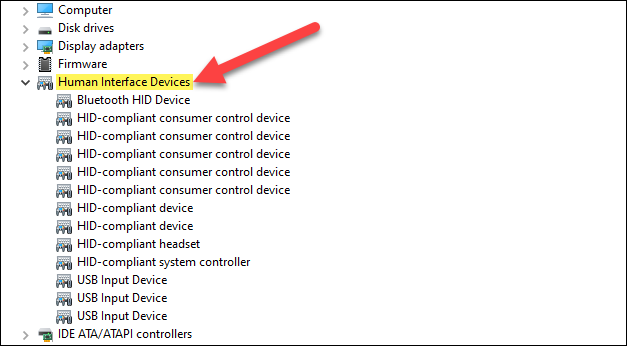 Computer
Disk drives
Display adapters
Firmware
Human Interface Devices
Bluetooth HID Device
HID-compliant consumer control device
HID-compliant consumer control device
HID-compliant consumer control device
HID-compliant consumer control device
HID-compliant consumer control device
HID-compliant device
HID-compliant device
HID-compliant headset
HID-compliant system controller
USB Input Device
USB Input Device
USB Input Device
IDE ATA/ATAPI controllers